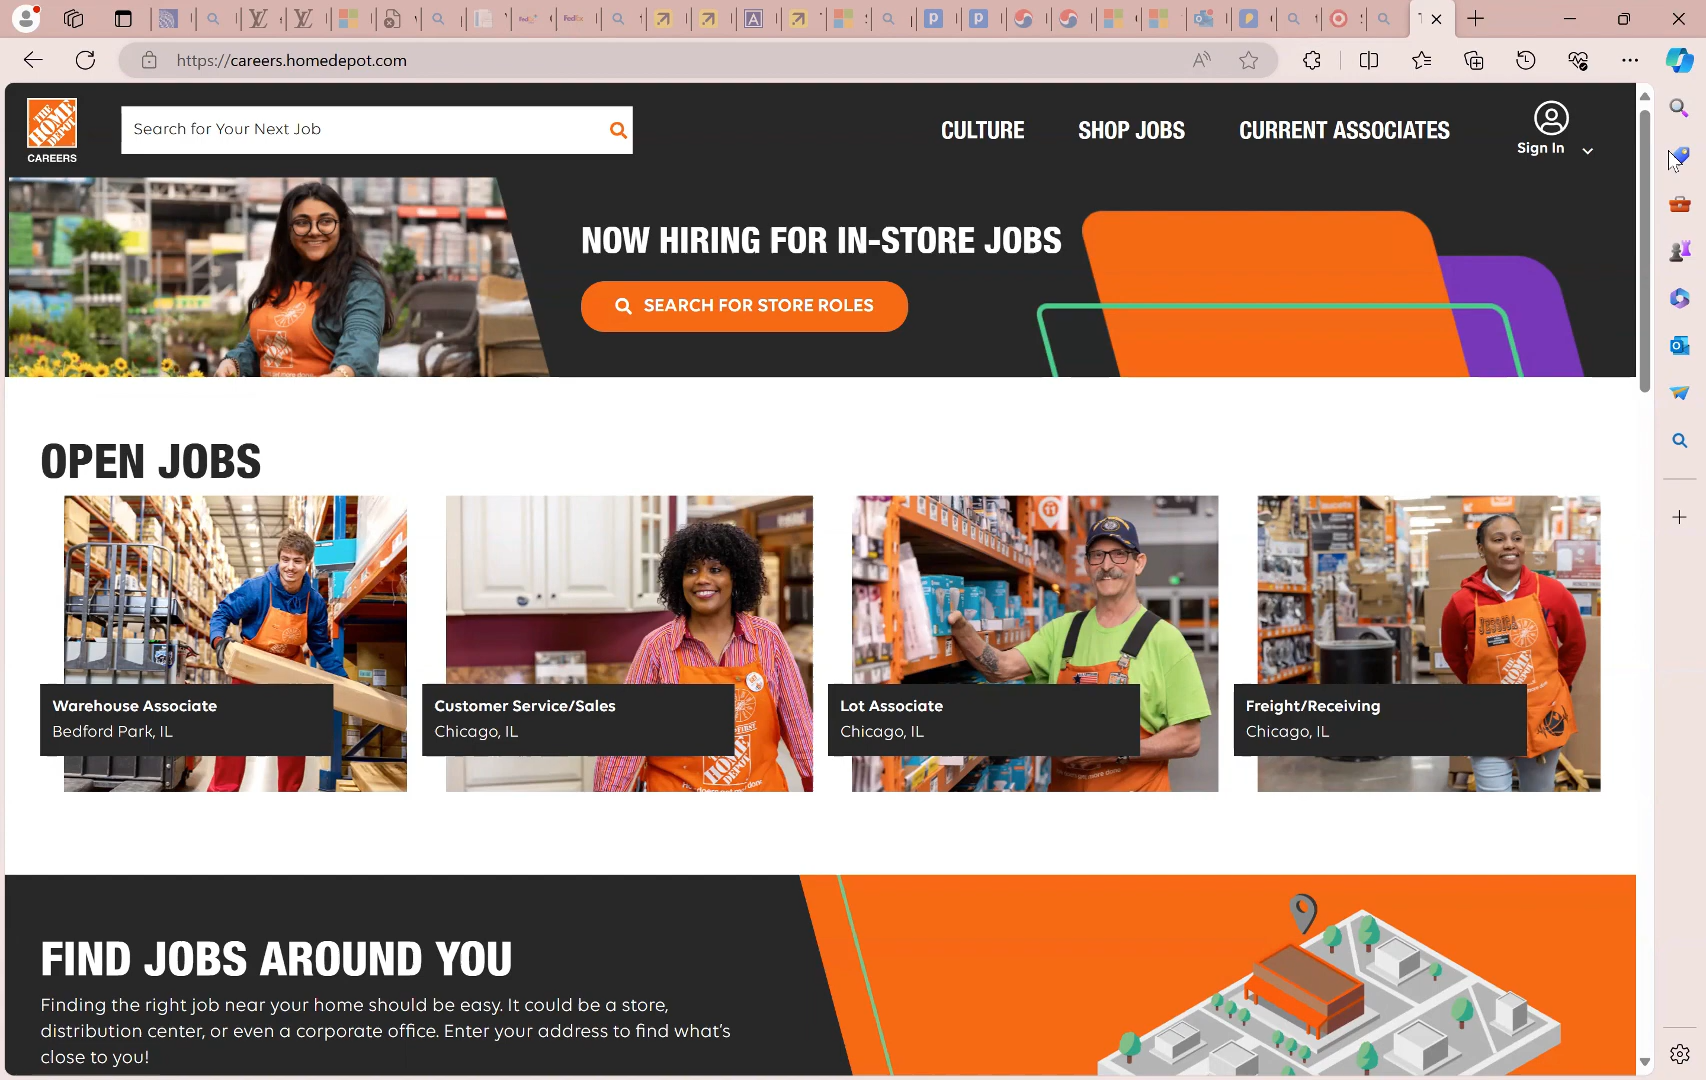 https://careers.homedepot.com
THE HOME DEPOT
CAREERS
Search for Your Next Job
CULTURE
SHOP JOBS
CURRENT ASSOCIATES
Sign In
NOW HIRING FOR IN-STORE JOBS
SEARCH FOR STORE ROLES
OPEN JOBS
JESSICA
Warehouse Associate
Bedford Park, IL
Customer Service/Sales
Chicago, IL
Lot Associate
Chicago, IL
Freight/Receiving
Chicago, IL
FIND JOBS AROUND YOU
Finding the right job near your home should be easy. It could be a store,
distribution center, or even a corporate office. Enter your address to find what's
close to you!